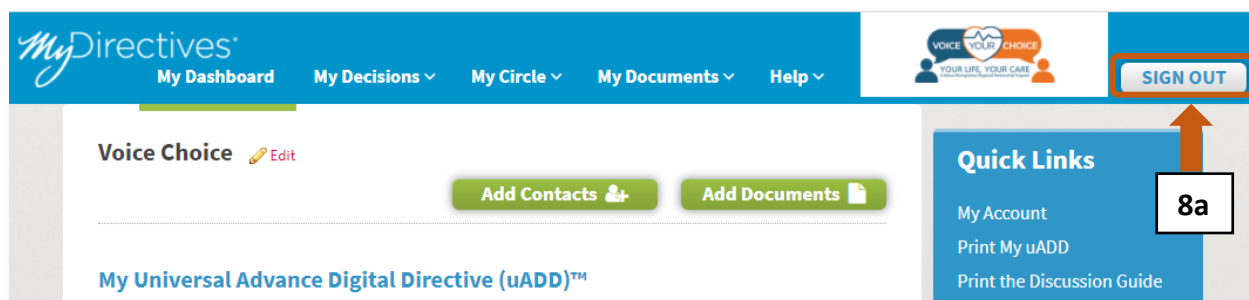 MyDirectives
VOICE YOUR CHOICE
YOUR LIFE, YOUR CARE
My Dashboard My Decisions My Circle My Documents Help
SIGN OUT
Voice Choice Edit
Add Contacts Add Documents
My Universal Advance Digital Directive (uADD)™
Quick Links
8a
My Account
Print My uADD
Print the Discussion Guide